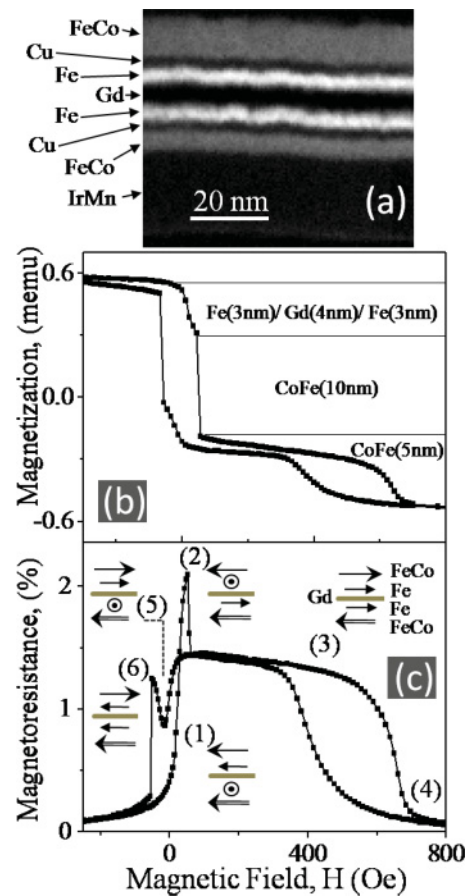 FeCo
Cu
Fe
Gd
Fe
Cu
FeCo
IrMn
20 nm
(a)
Magnetization, (memu)
0.6
0.0
-0.6
Fe(3nm)/ Gd(4nm)/ Fe(3nm)
CoFe(10nm)
CoFe(5nm)
(b)
Magnetoresistance, (%)
2
1
0
(2)
(5)
(6)
(1)
(3)
(4)
Gd
FeCo
Fe
Fe
FeCo
(c)
0
400
800
Magnetic Field, H (Oe)